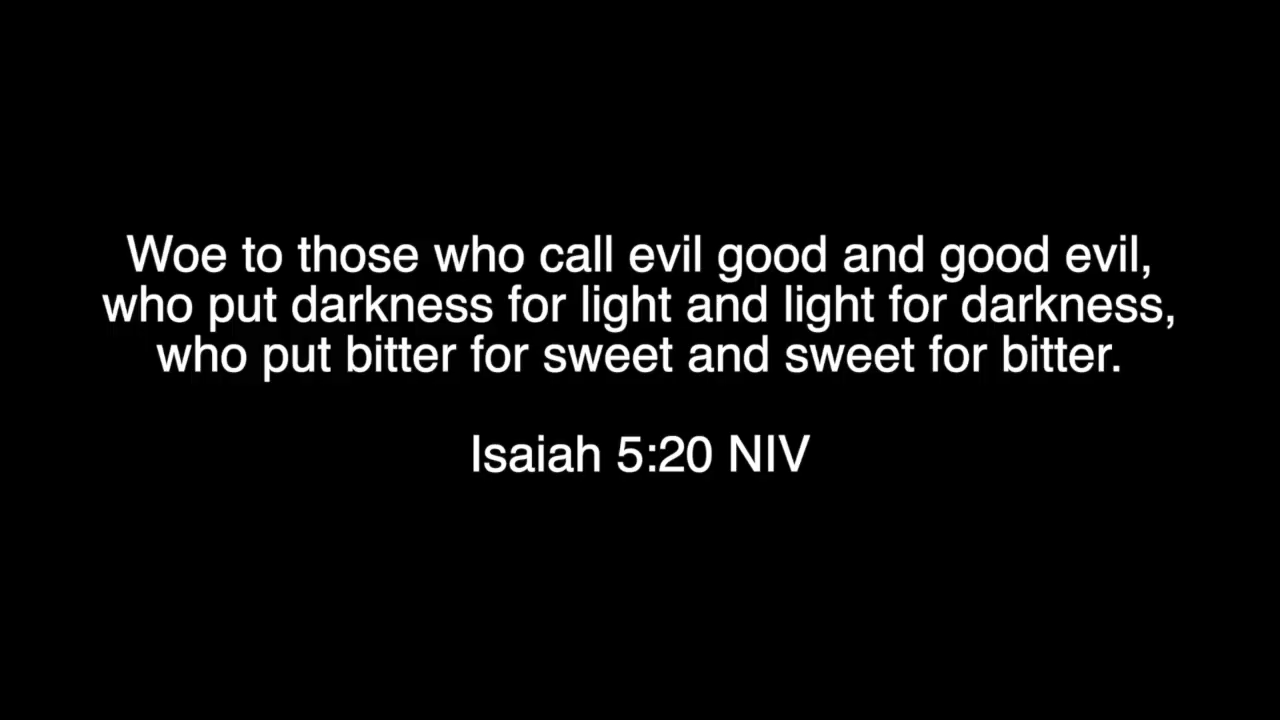 Woe to those who call evil good and good evil,
who put darkness for light and light for darkness,
who put bitter for sweet and sweet for bitter.
Isaiah 5:20 NIV